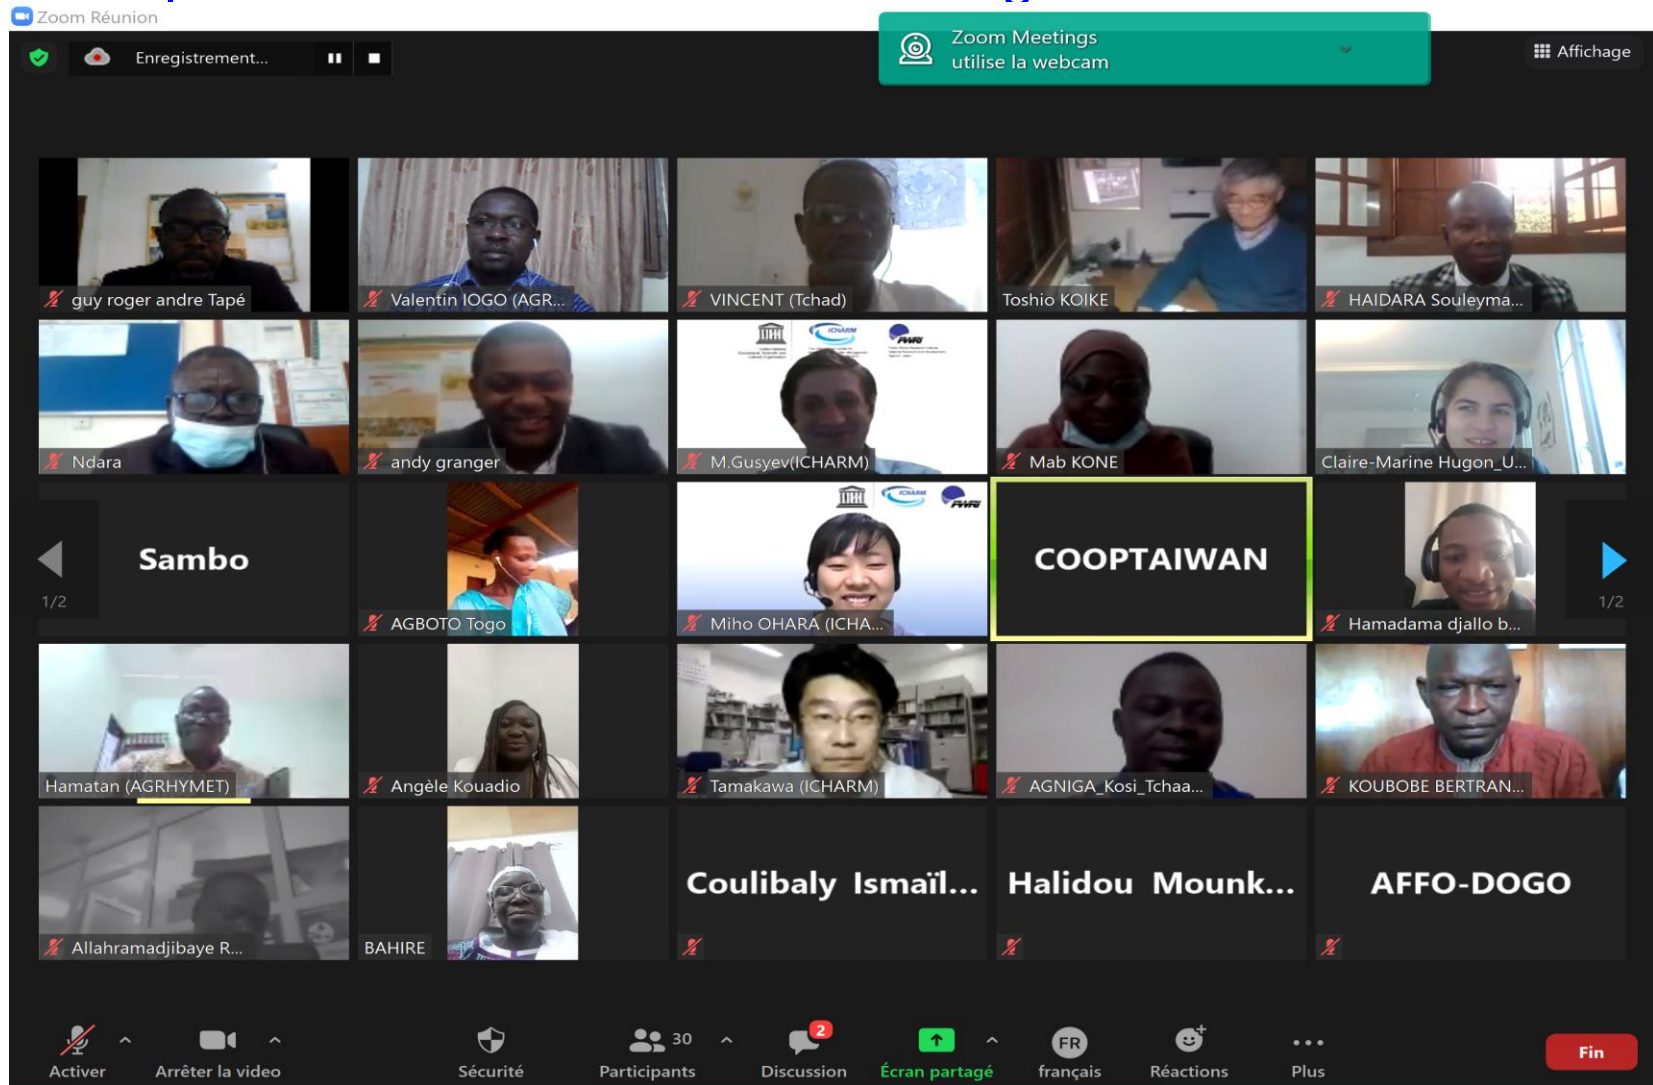 Zoom Réunion
Enregistrement...
Zoom Meetings
utilise la webcam
Affichage
guy roger andre Tapé
Valentin IOGO (AGR...
VINCENT (Tchad)
Toshio KOIKE
HAIDARA Souleyma...
ICHARM
PWRI
Ndara
andy granger
M.Gusyev(ICHARM)
Mab KONE
Claire-Marine Hugon_U...
Sambo
1/2
ICHARM
PWRI
AGBOTO Togo
Miho OHARA (ICHA...
COOPTAIWAN
Hamadama djallo b...
1/2
Hamatan (AGRHYMET)
Angèle Kouadio
Tamakawa (ICHARM)
AGNIGA_Kosi_Tchaa...
KOUBOBE BERTRAN...
Allahramadjibaye R...
BAHIRE
Coulibaly Ismaïl...
Halidou Mounk...
AFFO-DOGO
Activer
Arrêter la video
Sécurité
Participants
30
Discussion
2
Écran partagé
FR
français
Réactions
Plus
Fin